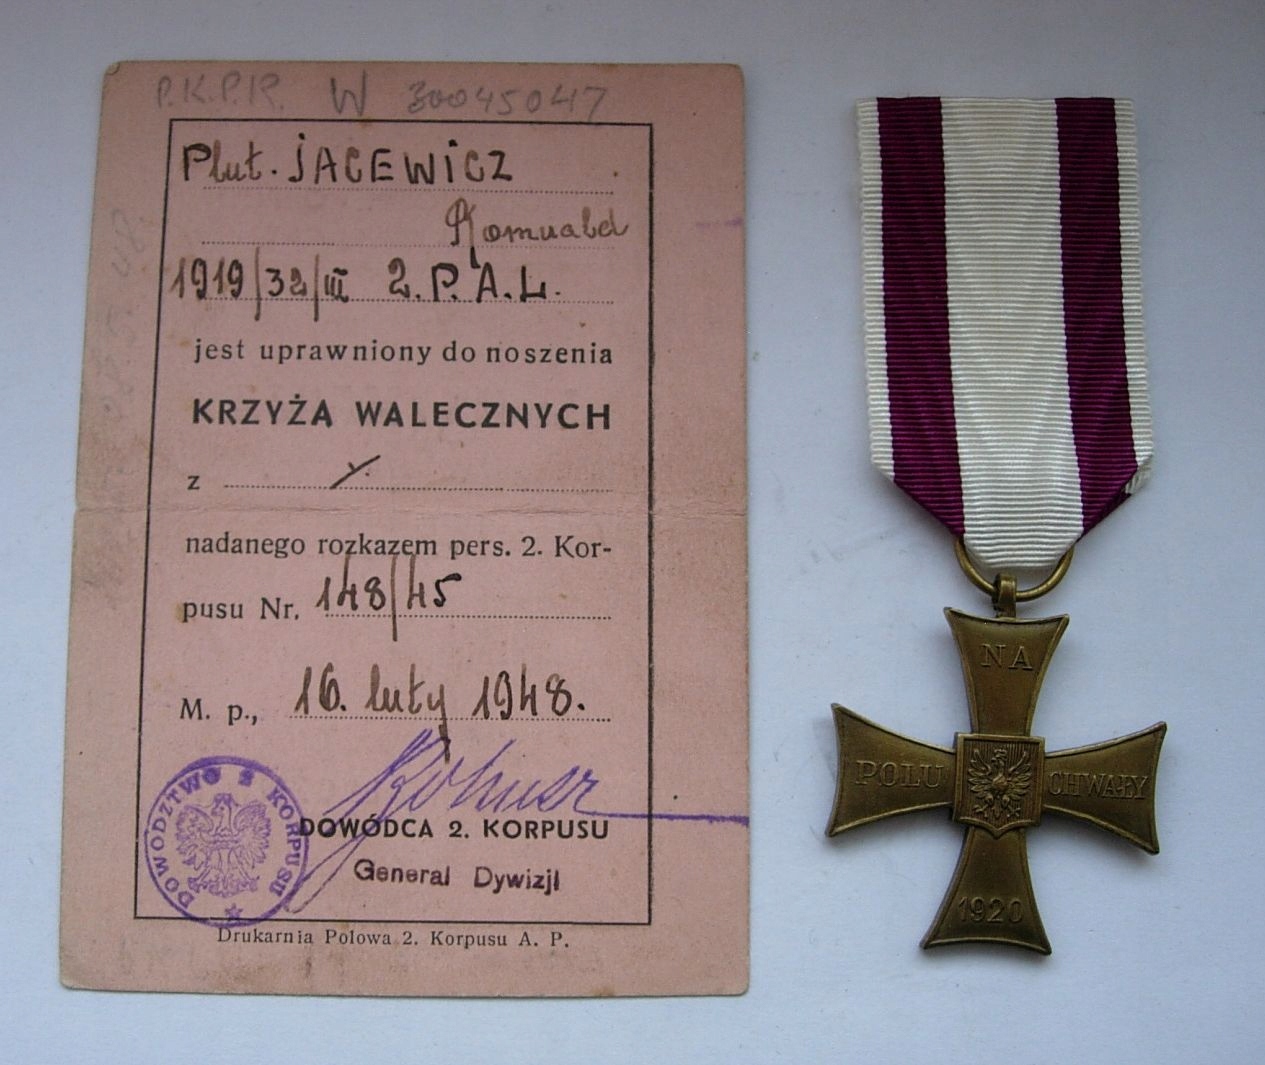 P.K.P.R. W 30045047
Plut. JACEWICZ
Romuald
1919/32/III 2. P.A.L.
jest uprawniony do noszenia
KRZYŻA WALECZNYCH
z
nadanego rozkazem pers. 2. Kor-
pusu Nr. 148/45
M. p., 16. luty 1948.
DOWÓDZTWO 2 KORPUSU
DOWÓDCA 2. KORPUSU
Generał Dywizji
Drukarnia Polowa 2. Korpusu A. P.
NA
POLU CHWAŁY
1920